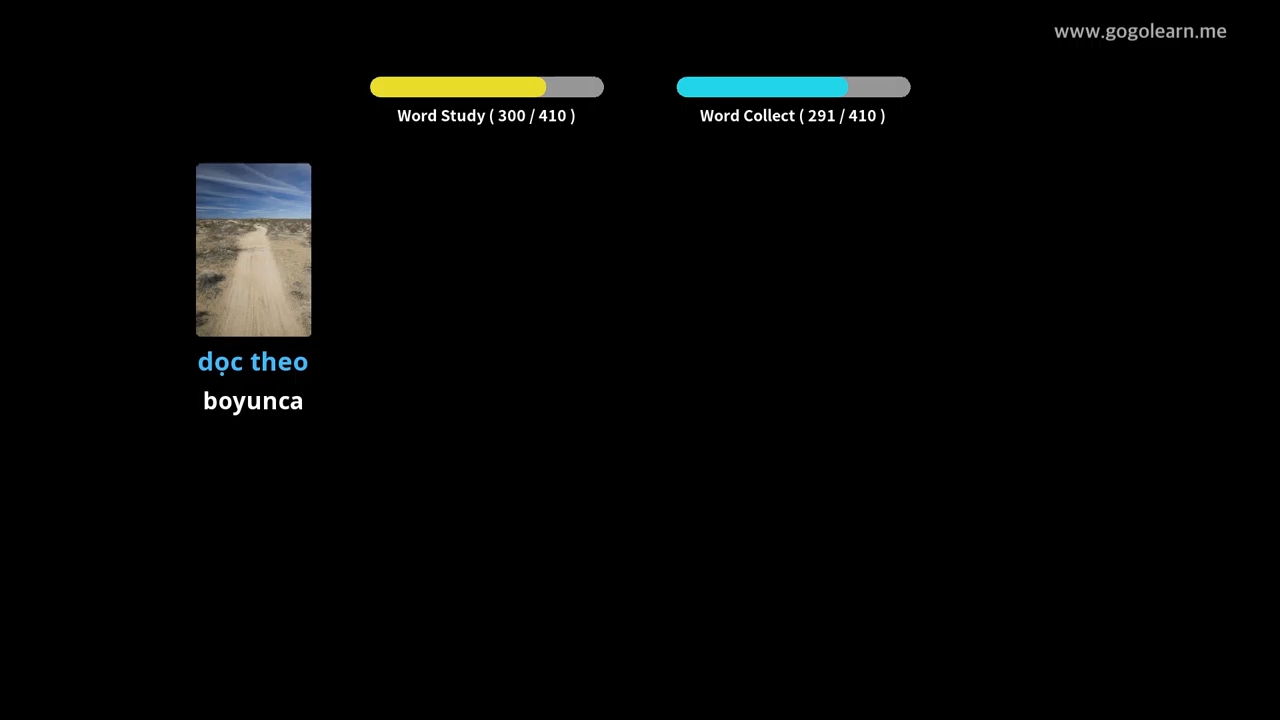 www.gogolearn.me
Word Study ( 300 / 410 )
Word Collect ( 291 / 410 )
dọc theo
boyunca